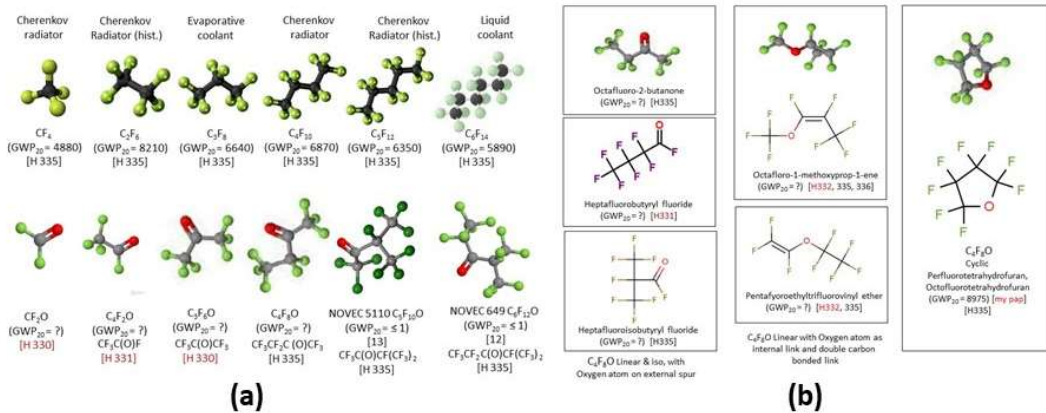 Cherenkov radiator
Cherenkov Radiator (hist.)
Evaporative coolant
Cherenkov radiator
Cherenkov Radiator (hist.)
Liquid coolant
CF4
(GWP20 = 4880)
[H 335]
C2F6
(GWP20 = 8210)
[H 335]
C3F8
(GWP20 = 6640)
[H 335]
C4F10
(GWP20 = 6870)
[H 335]
C5F12
(GWP20 = 6350)
[H 335]
C6F14
(GWP20 = 5890)
[H 335]
CF2O
(GWP20 = ?)
[H 330]
C4F2O
(GWP20 = ?)
CF3C(O)F
[H 331]
C3F6O
(GWP20 = ?)
CF3C(O)CF3
[H 330]
C4F8O
(GWP20 = ?)
CF3CF2C (O)CF3
[H 335]
NOVEC 5110 C5F10O
(GWP20 = ≤ 1)
[13]
CF3C(O)CF(CF3)2
[H 335]
NOVEC 649 C6F12O
(GWP20 = ≤ 1)
[12]
CF3CF2C(O)CF(CF3)2
[H 335]
(a)
Octafluoro-2-butanone
(GWP20 = ?) [H335]
O
F F F F F F F F
Heptafluorobutyryl fluoride
(GWP20 = ?) [H331]
F F F F F F F O F
Heptafluoroisobutyryl fluoride
(GWP20 = ?) [H335]
C4F8O Linear & iso, with
Oxygen atom on external spur
F F F F F F F F O
Octafloro-1-methoxyprop-1-ene
(GWP20 = ?) [H332, 335, 336]
F F F O F F F F F
Pentafyoroethyltrifluorovinyl ether
(GWP20 = ?) [H332, 335]
C4F8O Linear with Oxygen atom as
internal link and double carbon
bonded link
F F F F F F F F O
C4F8O
Cyclic
Perfluorotetrahydrofuran,
Octofluorotetrahydrofuran
(GWP20 = 8975) [my pap]
[H335]
(b)